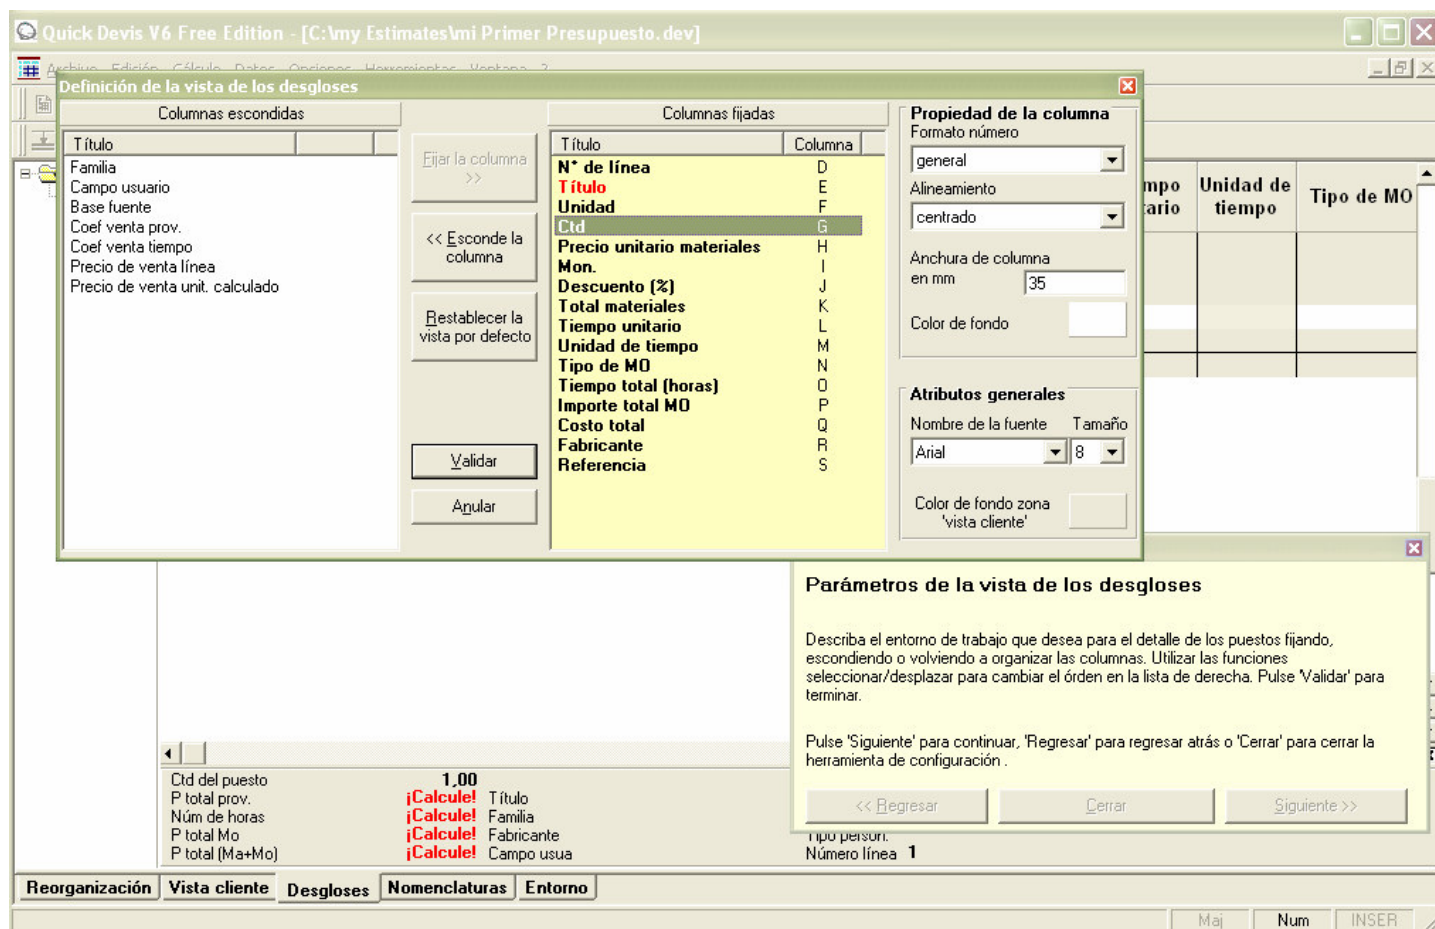 Quick Devis V6 Free Edition - [C:\my Estimates\mi Primer Presupuesto.dev]
Archivo Edición Cálculo Datos Opciones Herramientas Ventana ?
Definición de la vista de los desgloses
Columnas escondidas
Título
Familia
Campo usuario
Base fuente
Coef venta prov.
Coef venta tiempo
Precio de venta línea
Precio de venta unit. calculado
Fijar la columna
>>
<< Esconde la
columna
Restablecer la
vista por defecto
Validar
Anular
Columnas fijadas
Título Columna
N° de línea D
Título E
Unidad F
Ctd G
Precio unitario materiales H
Mon. I
Descuento (%) J
Total materiales K
Tiempo unitario L
Unidad de tiempo M
Tipo de MO N
Tiempo total (horas) O
Importe total MO P
Costo total Q
Fabricante R
Referencia S
Propiedad de la columna
Formato número
general
Alineamiento
centrado
Anchura de columna
en mm 35
Color de fondo
Atributos generales
Nombre de la fuente Tamaño
Arial 8
Color de fondo zona
'vista cliente'
Unidad de
tiempo
Tipo de MO
Parámetros de la vista de los desgloses
Describa el entorno de trabajo que desea para el detalle de los puestos fijando,
escondiendo o volviendo a organizar las columnas. Utilizar las funciones
seleccionar/desplazar para cambiar el órden en la lista de derecha. Pulse 'Validar' para
terminar.
Pulse 'Siguiente' para continuar, 'Regresar' para regresar atrás o 'Cerrar' para cerrar la
herramienta de configuración .
<< Regresar Cerrar Siguiente >>
Ctd del puesto 1,00
P total prov. ¡Calcule! Título
Núm de horas ¡Calcule! Familia
P total Mo ¡Calcule! Fabricante Tipo person.
P total (Ma+Mo) ¡Calcule! Campo usua Número línea 1
Reorganización Vista cliente Desgloses Nomenclaturas Entorno
Maj Num INSER